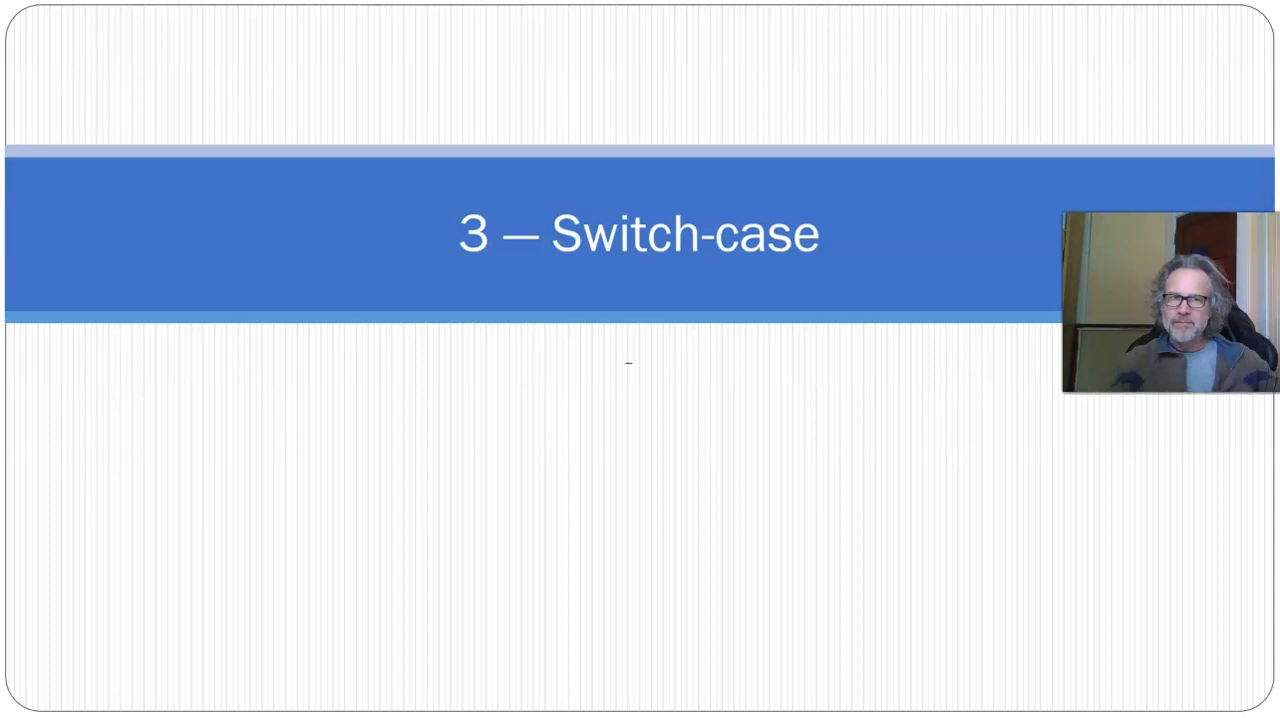 3 — Switch-case
–